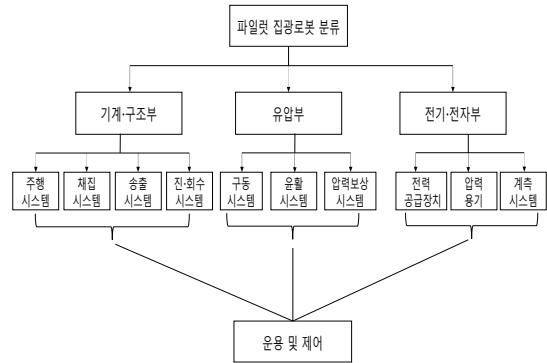 파일럿 집광로봇 분류
기계·구조부
유압부
전기·전자부
주행
시스템
채집
시스템
송출
시스템
진·회수
시스템
구동
시스템
윤활
시스템
압력보상
시스템
전력
공급장치
압력
용기
계측
시스템
운용 및 제어